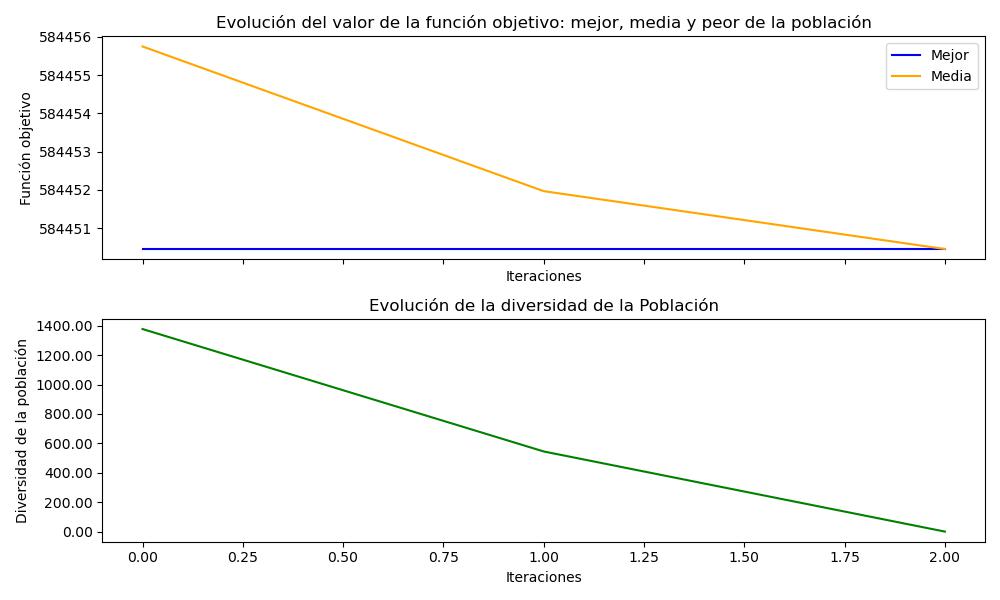 Evolución del valor de la función objetivo: mejor, media y peor de la población
584456
584455
584454
584453
584452
584451
Función objetivo
Mejor
Media
Iteraciones
Evolución de la diversidad de la Población
1400.00
1200.00
1000.00
800.00
600.00
400.00
200.00
0.00
Diversidad de la población
0.00 0.25 0.50 0.75 1.00 1.25 1.50 1.75 2.00
Iteraciones